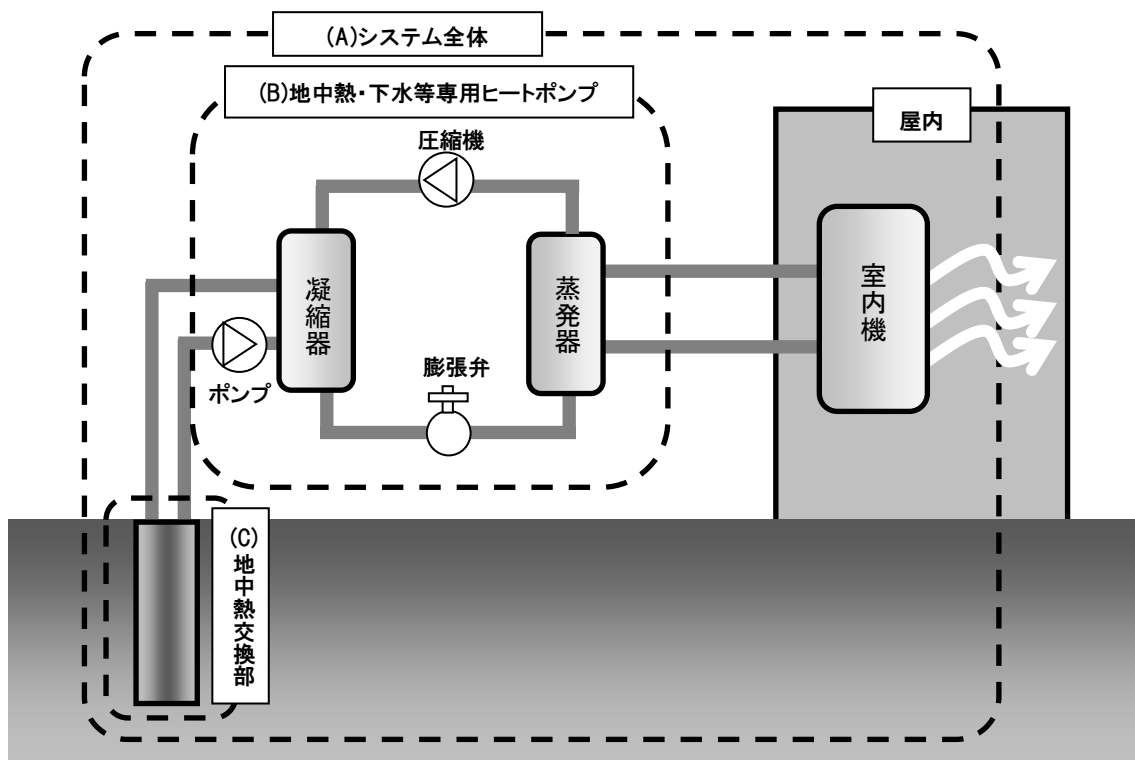 (A)システム全体
(B)地中熱・下水等専用ヒートポンプ
屋内
圧縮機
凝縮器
蒸発器
室内機
ポンプ
膨張弁
(C)地中熱交換部